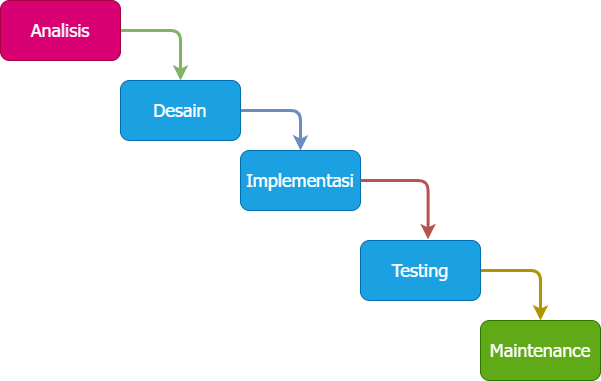 Analisis
Desain
Implementasi
Testing
Maintenance